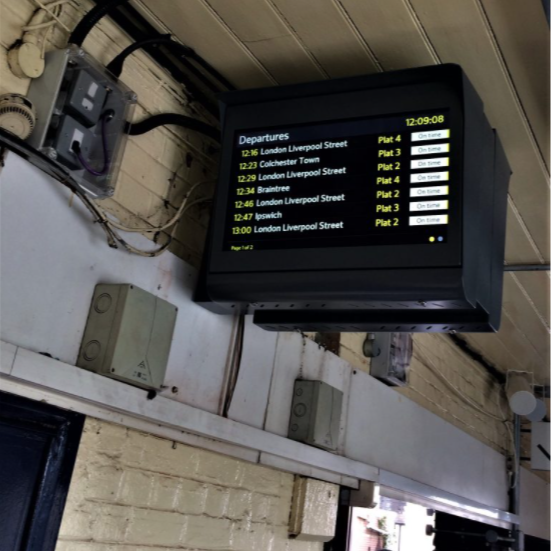 Departures 12:09:08
12:16 London Liverpool Street Plat 4 On time
12:23 Colchester Town Plat 3 On time
12:29 London Liverpool Street Plat 2 On time
12:34 Braintree Plat 4 On time
12:46 London Liverpool Street Plat 2 On time
12:47 Ipswich Plat 3 On time
13:00 London Liverpool Street Plat 2 On time
Page 1 of 2